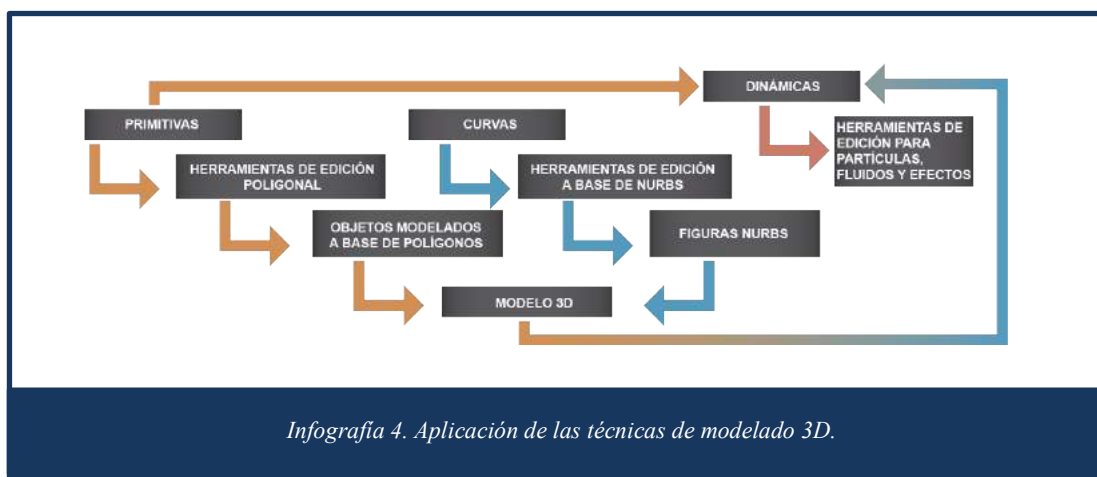 DINÁMICAS
PRIMITIVAS
CURVAS
HERRAMIENTAS DE
EDICIÓN PARA
PARTÍCULAS,
FLUIDOS Y EFECTOS
HERRAMIENTAS DE EDICIÓN
POLIGONAL
HERRAMIENTAS DE EDICIÓN
A BASE DE NURBS
OBJETOS MODELADOS
A BASE DE POLÍGONOS
FIGURAS NURBS
MODELO 3D
Infografía 4. Aplicación de las técnicas de modelado 3D.